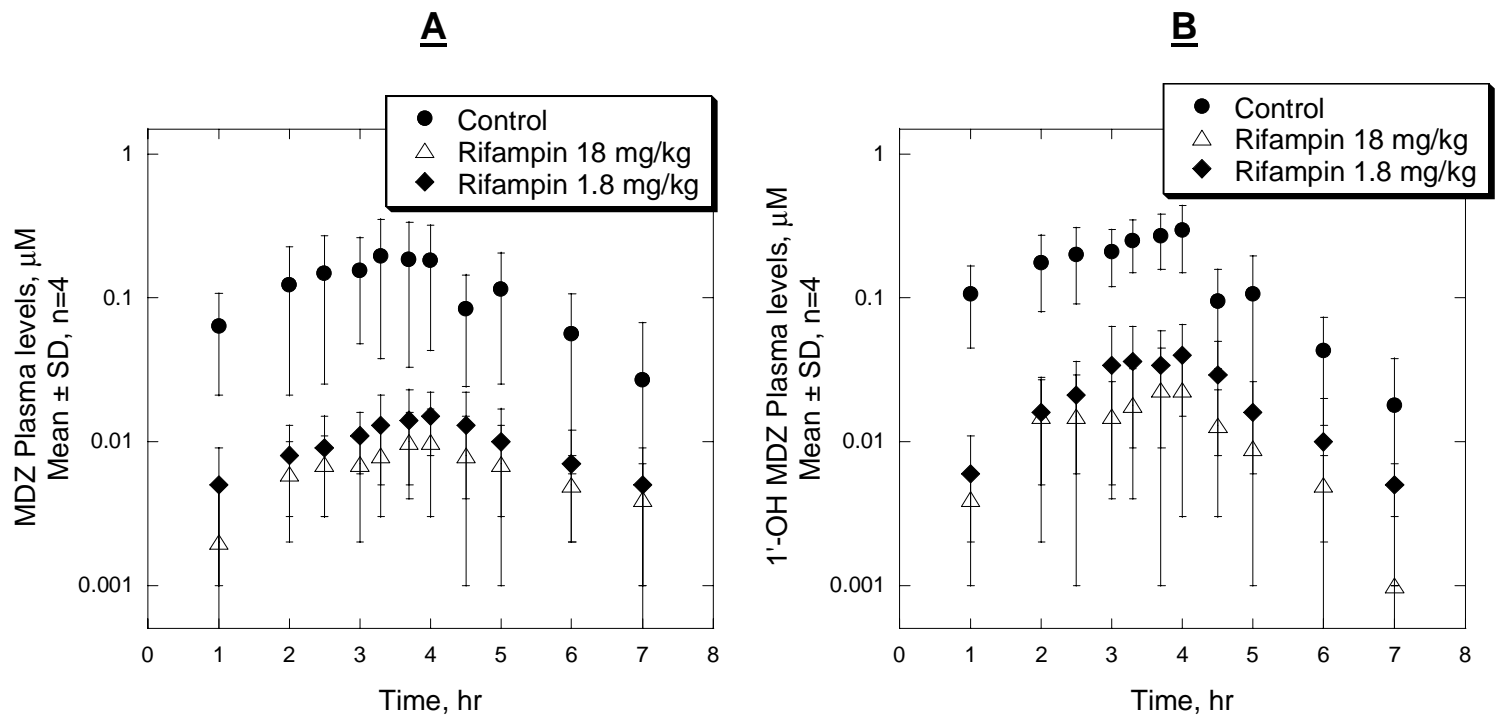 A
Control
Rifampin 18 mg/kg
Rifampin 1.8 mg/kg
MDZ Plasma levels, μM
Mean ± SD, n=4
1
0.1
0.01
0.001
0 1 2 3 4 5 6 7 8
Time, hr
B
Control
Rifampin 18 mg/kg
Rifampin 1.8 mg/kg
1'-OH MDZ Plasma levels, μM
Mean ± SD, n=4
1
0.1
0.01
0.001
0 1 2 3 4 5 6 7 8
Time, hr